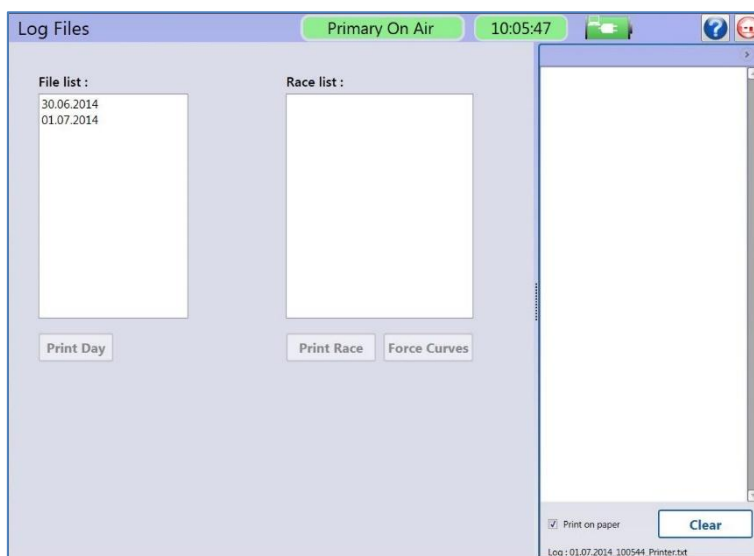 Log Files
Primary On Air
10:05:47
?
File list :
Race list :
30.06.2014
01.07.2014
Print Day
Print Race
Force Curves
Print on paper
Clear
Log : 01.07.2014_100544_Printer.txt